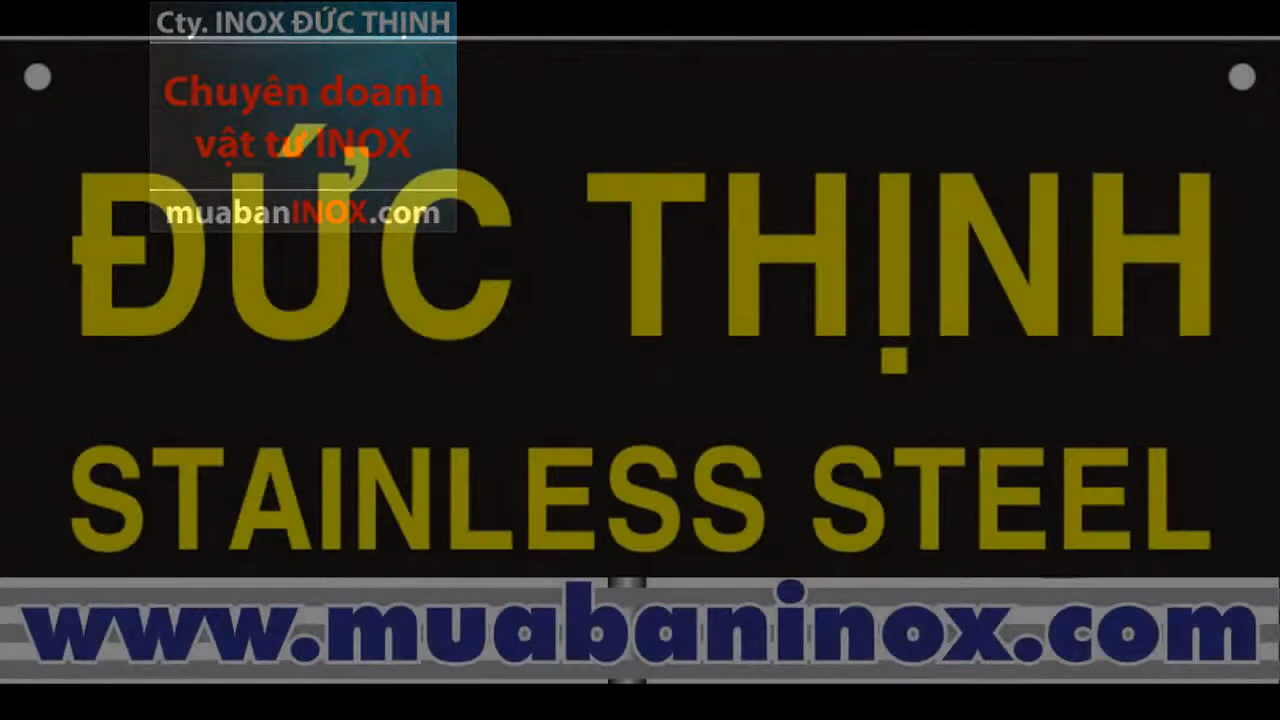 Cty. INOX ĐỨC THỊNH
Chuyên doanh
vật tư INOX
muabanINOX.com
ĐỨC THỊNH
STAINLESS STEEL
www.muabaninox.com